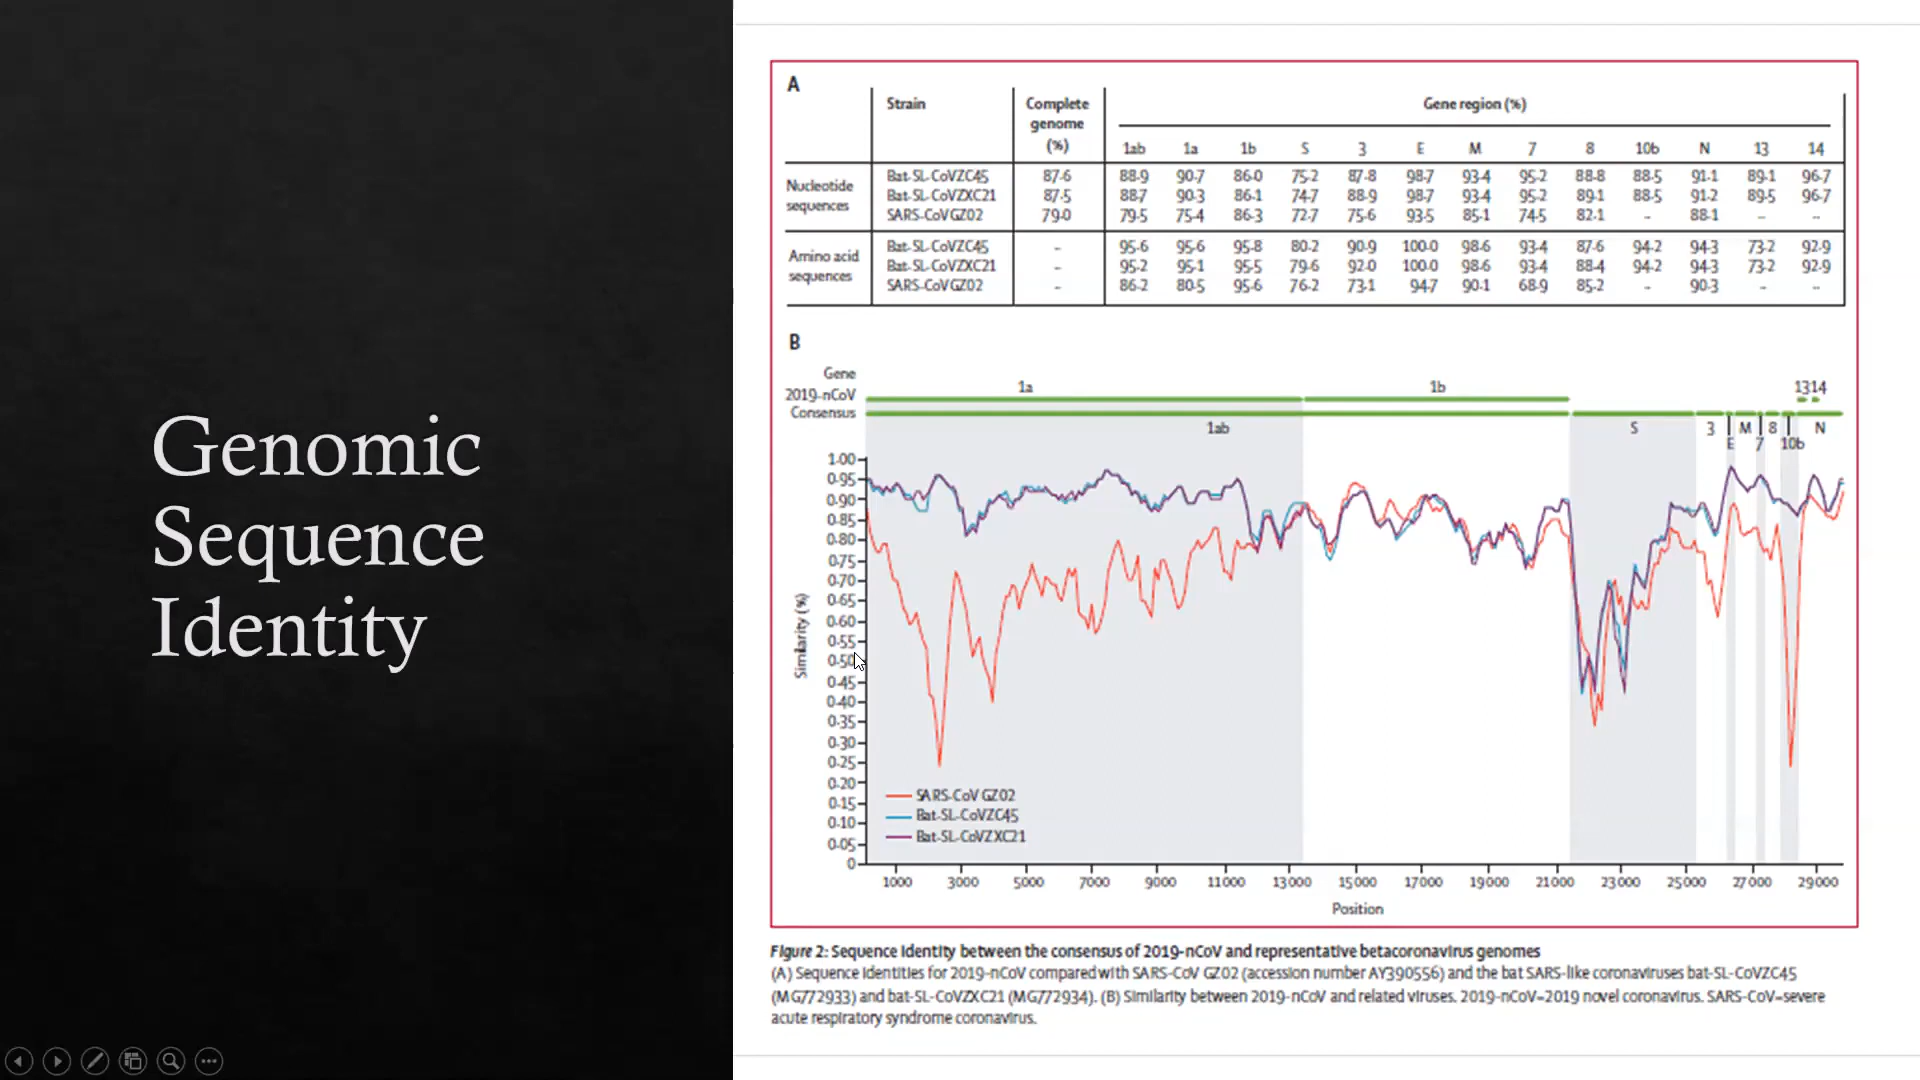 Genomic
Sequence
Identity
A
Strain Complete genome (%) Gene region (%)
1ab 1a 1b S 3 E M 7 8 10b N 13 14
Nucleotide sequences
Bat-SL-CoVZC45 87·6 88·9 90·7 86·0 75·2 87·8 98·7 93·4 95·2 88·8 88·5 91·1 89·1 96·7
Bat-SL-CoVZXC21 87·5 88·7 90·3 86·1 74·7 88·9 98·7 93·4 95·2 89·1 88·5 91·2 89·5 96·7
SARS-CoV GZ02 79·0 79·5 75·4 86·3 72·7 75·6 93·5 85·1 74·5 82·1 -- 88·1 -- --
Amino acid sequences
Bat-SL-CoVZC45 -- 95·6 95·6 95·8 80·2 90·9 100·0 98·6 93·4 87·6 94·2 94·3 73·2 92·9
Bat-SL-CoVZXC21 -- 95·2 95·1 95·5 79·6 92·0 100·0 98·6 93·4 88·4 94·2 94·3 73·2 92·9
SARS-CoV GZ02 -- 86·2 80·5 95·6 76·2 73·1 94·7 90·1 68·9 85·2 -- 90·3 -- --
B
Gene
2019-nCoV
Consensus
1a 1b 13 14
1ab S 3 M 8 N
E 7 10b
Similarity (%)
1·00
0·95
0·90
0·85
0·80
0·75
0·70
0·65
0·60
0·55
0·50
0·45
0·40
0·35
0·30
0·25
0·20
0·15
0·10
0·05
0
SARS-CoV GZ02
Bat-SL-CoVZC45
Bat-SL-CoVZXC21
1000 3000 5000 7000 9000 11000 13000 15000 17000 19000 21000 23000 25000 27000 29000
Position
Figure 2: Sequence identity between the consensus of 2019-nCoV and representative betacoronavirus genomes
(A) Sequence identities for 2019-nCoV compared with SARS-CoV GZ02 (accession number AY390556) and the bat SARS-like coronaviruses bat-SL-CoVZC45
(MG772933) and bat-SL-CoVZXC21 (MG772934). (B) Similarity between 2019-nCoV and related viruses. 2019-nCoV=2019 novel coronavirus. SARS-CoV=severe
acute respiratory syndrome coronavirus.